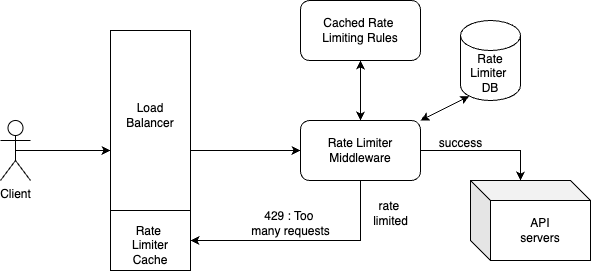 Cached Rate
Limiting Rules
Rate
Limiter
DB
Load
Balancer
Rate Limiter
Middleware
success
Client
rate
limited
429 : Too
many requests
Rate
Limiter
Cache
API
servers